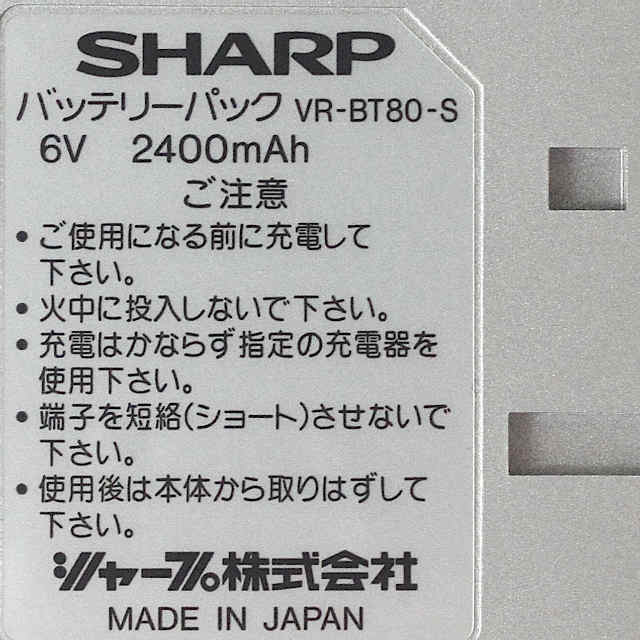 SHARP
バッテリーパック VR-BT80-S
6V 2400mAh
ご注意
• ご使用になる前に充電して
下さい。
• 火中に投入しないで下さい。
• 充電はかならず指定の充電器を
使用下さい。
• 端子を短絡(ショート)させないで
下さい。
• 使用後は本体から取りはずして
下さい。
シャープ株式会社
MADE IN JAPAN